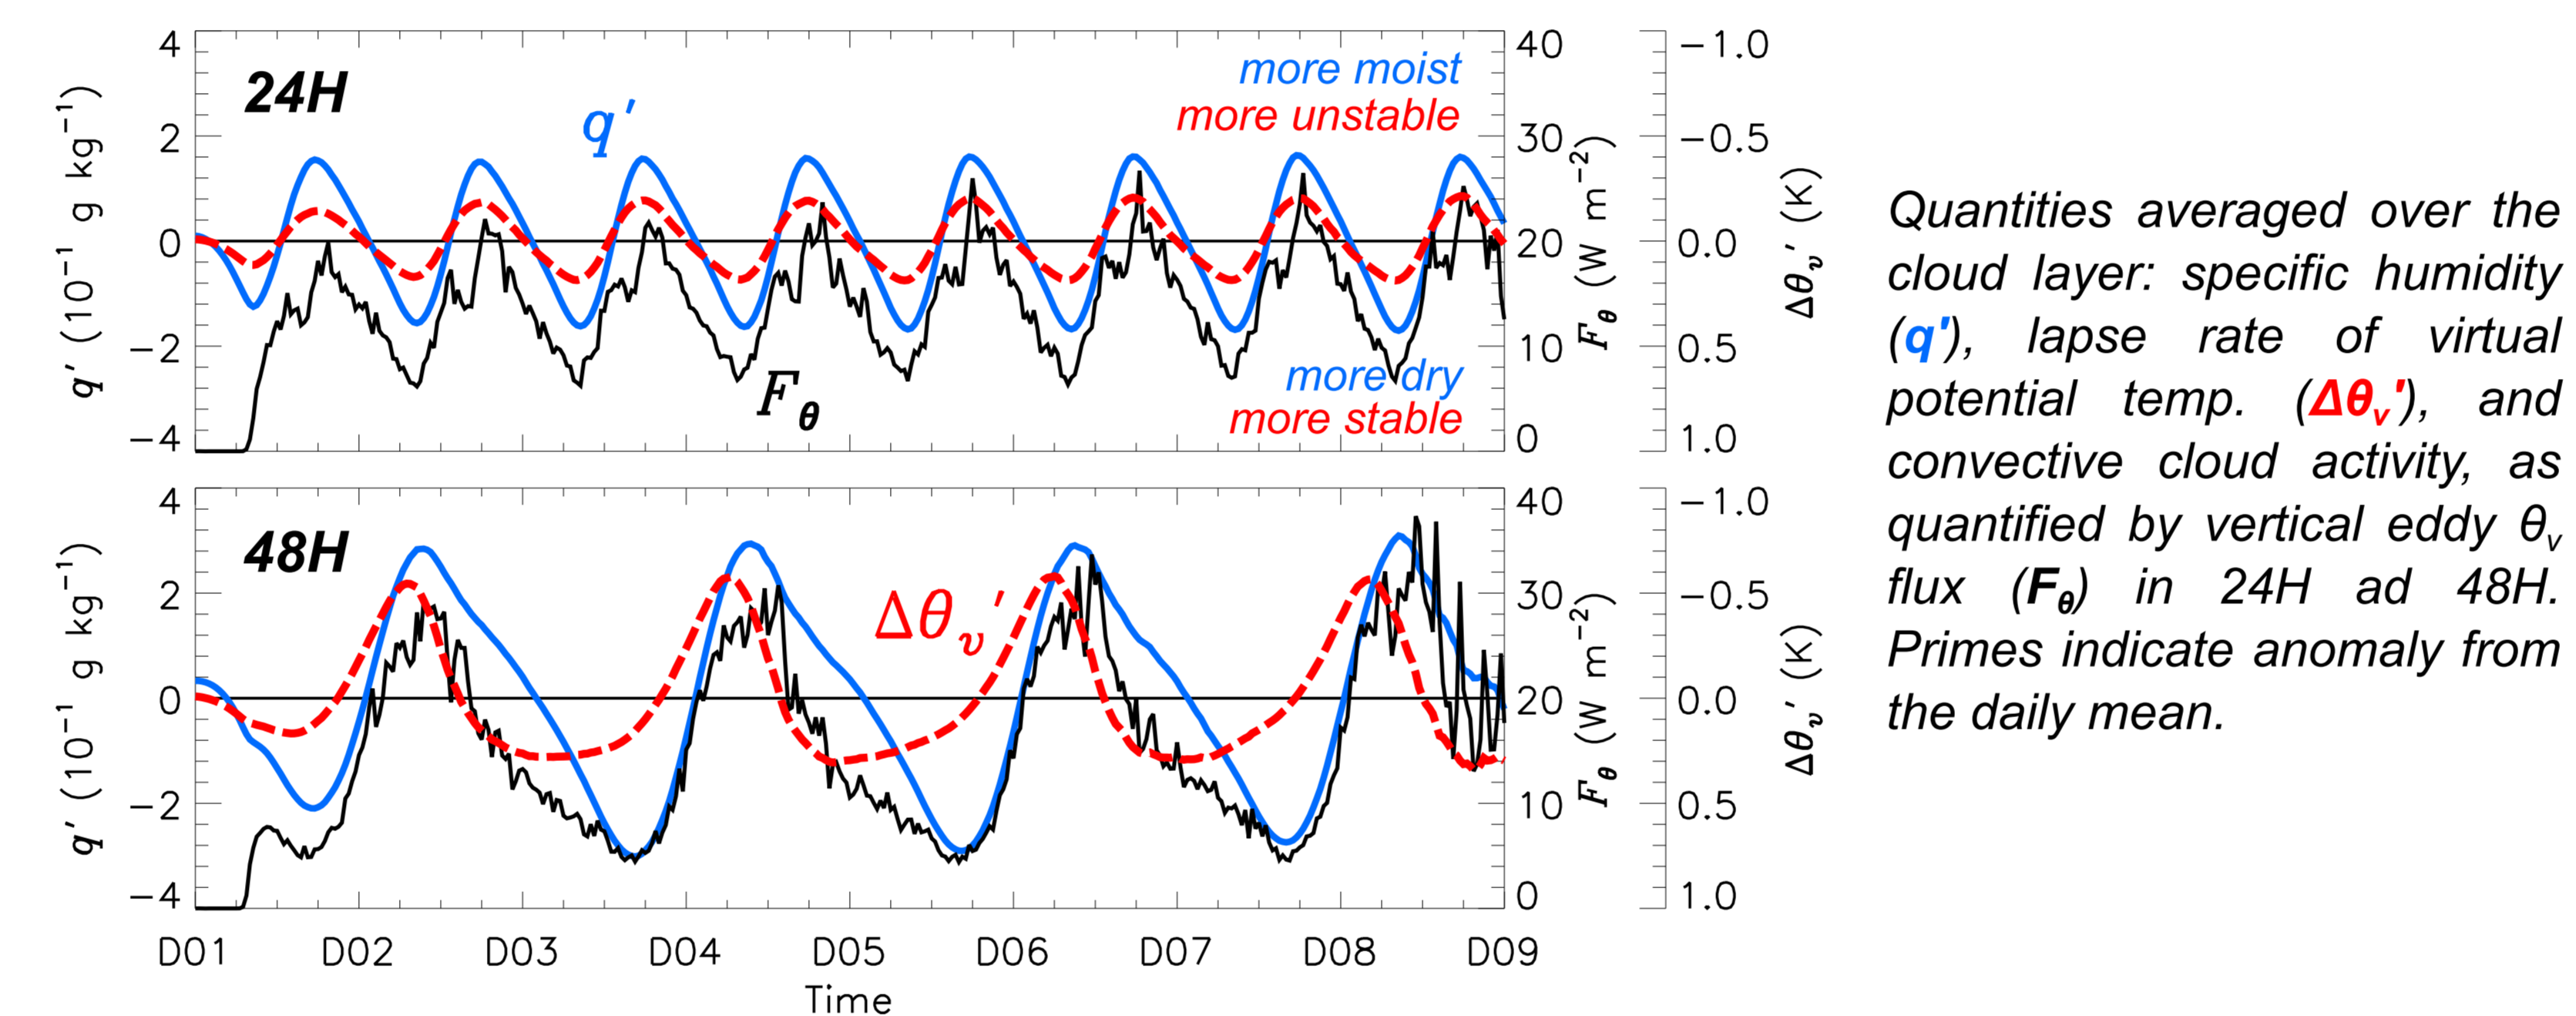 4
2
0
−2
−4
q′ (10⁻¹ g kg⁻¹)
24H
q′
more moist
more unstable
F_θ
more dry
more stable
40
30
20
10
0
F_θ (W m⁻²)
−1.0
−0.5
0.0
0.5
1.0
Δθ_v′ (K)
4
2
0
−2
−4
q′ (10⁻¹ g kg⁻¹)
48H
Δθ_v′
40
30
20
10
0
F_θ (W m⁻²)
−1.0
−0.5
0.0
0.5
1.0
Δθ_v′ (K)
D01 D02 D03 D04 D05 D06 D07 D08 D09
Time
Quantities averaged over the
cloud layer: specific humidity
(q'), lapse rate of virtual
potential temp. (Δθ_v'), and
convective cloud activity, as
quantified by vertical eddy θ_v
flux (F_θ) in 24H ad 48H.
Primes indicate anomaly from
the daily mean.